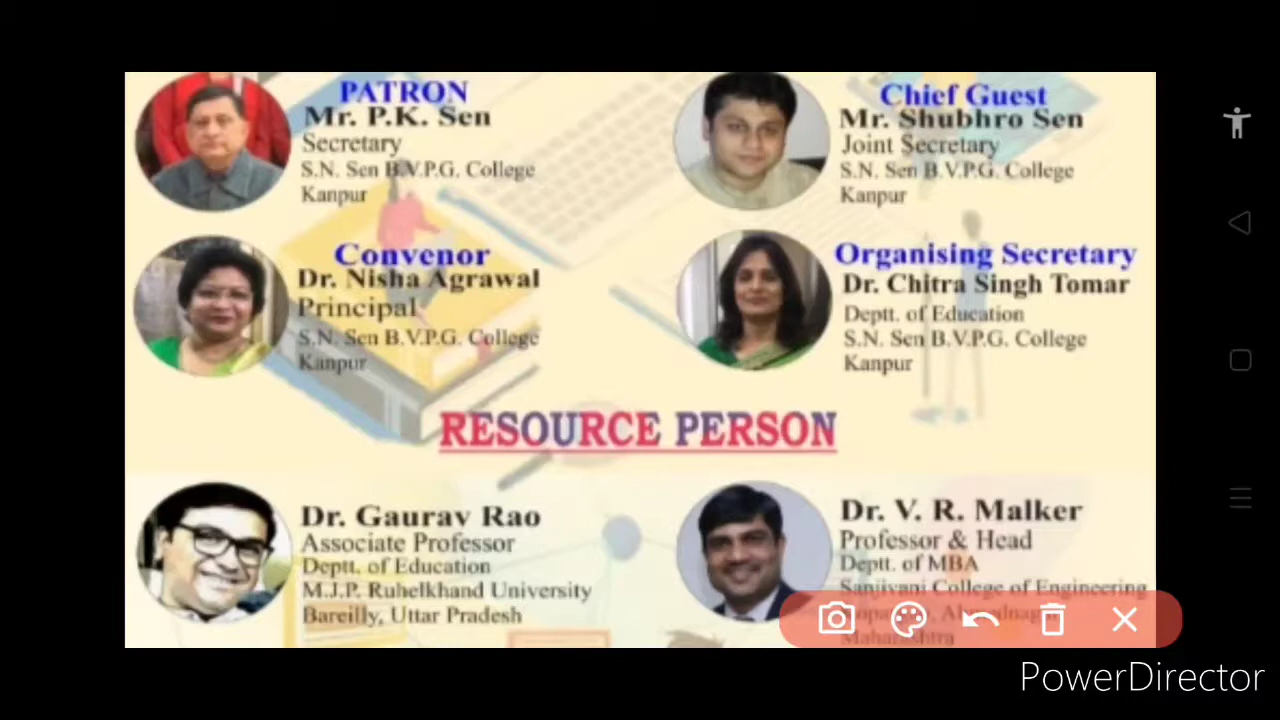 PATRON
Mr. P.K. Sen
Secretary
S.N. Sen B.V.P.G. College
Kanpur
Chief Guest
Mr. Shubhro Sen
Joint Secretary
S.N. Sen B.V.P.G. College
Kanpur
Convenor
Dr. Nisha Agrawal
Principal
S.N. Sen B.V.P.G. College
Kanpur
Organising Secretary
Dr. Chitra Singh Tomar
Deptt. of Education
S.N. Sen B.V.P.G. College
Kanpur
RESOURCE PERSON
Dr. Gaurav Rao
Associate Professor
Deptt. of Education
M.J.P. Ruhelkhand University
Bareilly, Uttar Pradesh
Dr. V. R. Malker
Professor & Head
Deptt. of MBA
Sanjivani College of Engineering
Maharashtra
PowerDirector